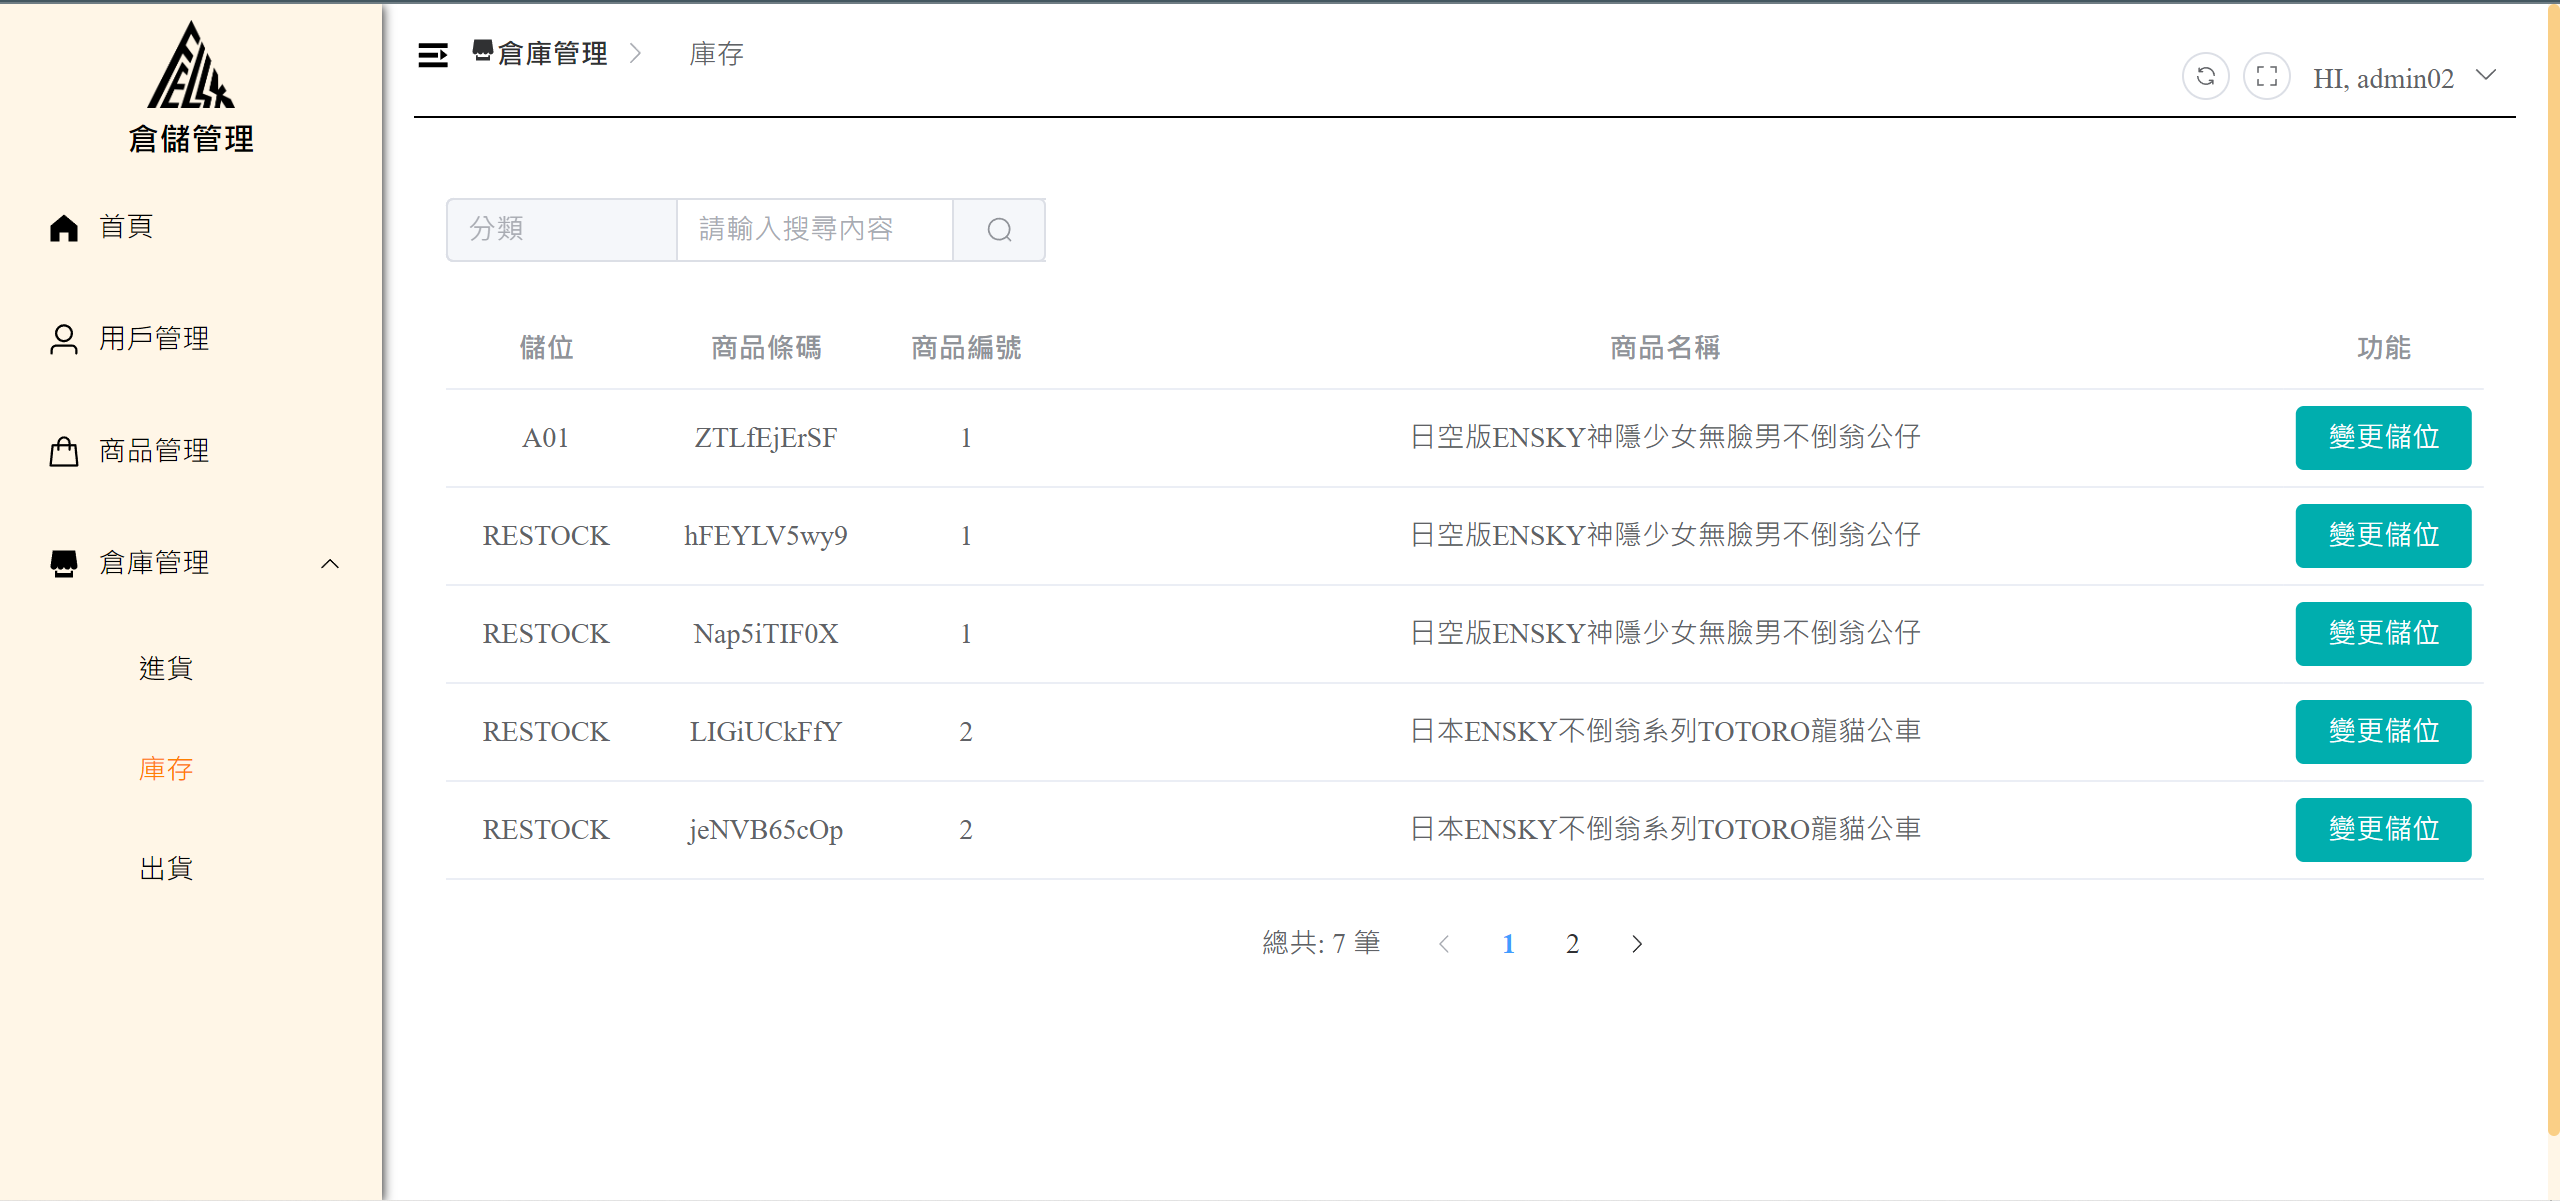 FELLSK
倉儲管理
首頁
用戶管理
商品管理
倉庫管理
進貨
庫存
出貨
倉庫管理 > 庫存
HI, admin02
分類 請輸入搜尋內容
儲位 商品條碼 商品編號 商品名稱 功能
A01 ZTLfEjErSF 1 日空版ENSKY神隱少女無臉男不倒翁公仔 變更儲位
RESTOCK hFEYLV5wy9 1 日空版ENSKY神隱少女無臉男不倒翁公仔 變更儲位
RESTOCK Nap5iTIF0X 1 日空版ENSKY神隱少女無臉男不倒翁公仔 變更儲位
RESTOCK LIGiUCkFfY 2 日本ENSKY不倒翁系列TOTORO龍貓公車 變更儲位
RESTOCK jeNVB65cOp 2 日本ENSKY不倒翁系列TOTORO龍貓公車 變更儲位
總共: 7 筆 < 1 2 >